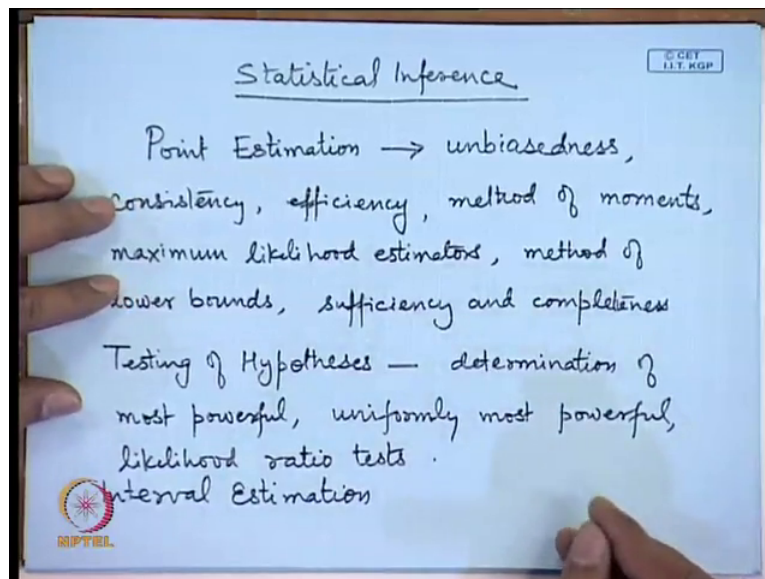 Statistical Inference
© CET
I.I.T. KGP
Point Estimation → unbiasedness,
consistency, efficiency, method of moments,
maximum likelihood estimators, method of
lower bounds, sufficiency and completeness
Testing of Hypotheses — determination of
most powerful, uniformly most powerful,
likelihood ratio tests.
Interval Estimation
NPTEL